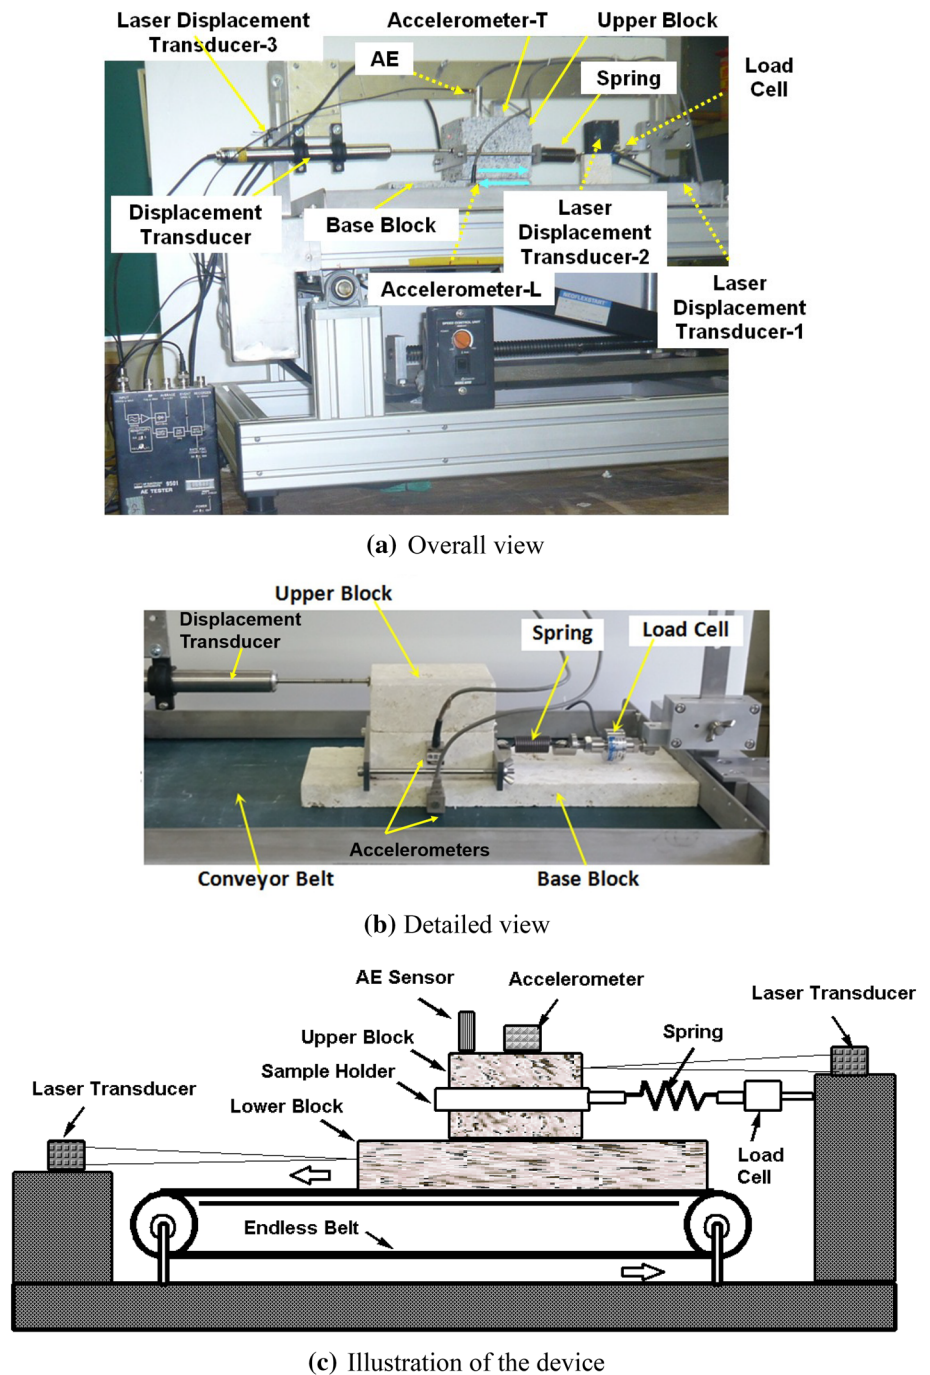 Laser Displacement
Transducer-3
Accelerometer-T
Upper Block
AE
Spring
Load
Cell
Displacement
Transducer
Base Block
Laser
Displacement
Transducer-2
Accelerometer-L
Laser
Displacement
Transducer-1
9501
AE TESTER
(a) Overall view
Upper Block
Displacement
Transducer
Spring
Load Cell
Accelerometers
Conveyor Belt
Base Block
(b) Detailed view
AE Sensor
Accelerometer
Laser Transducer
Upper Block
Spring
Sample Holder
Laser Transducer
Lower Block
Load
Cell
Endless Belt
(c) Illustration of the device